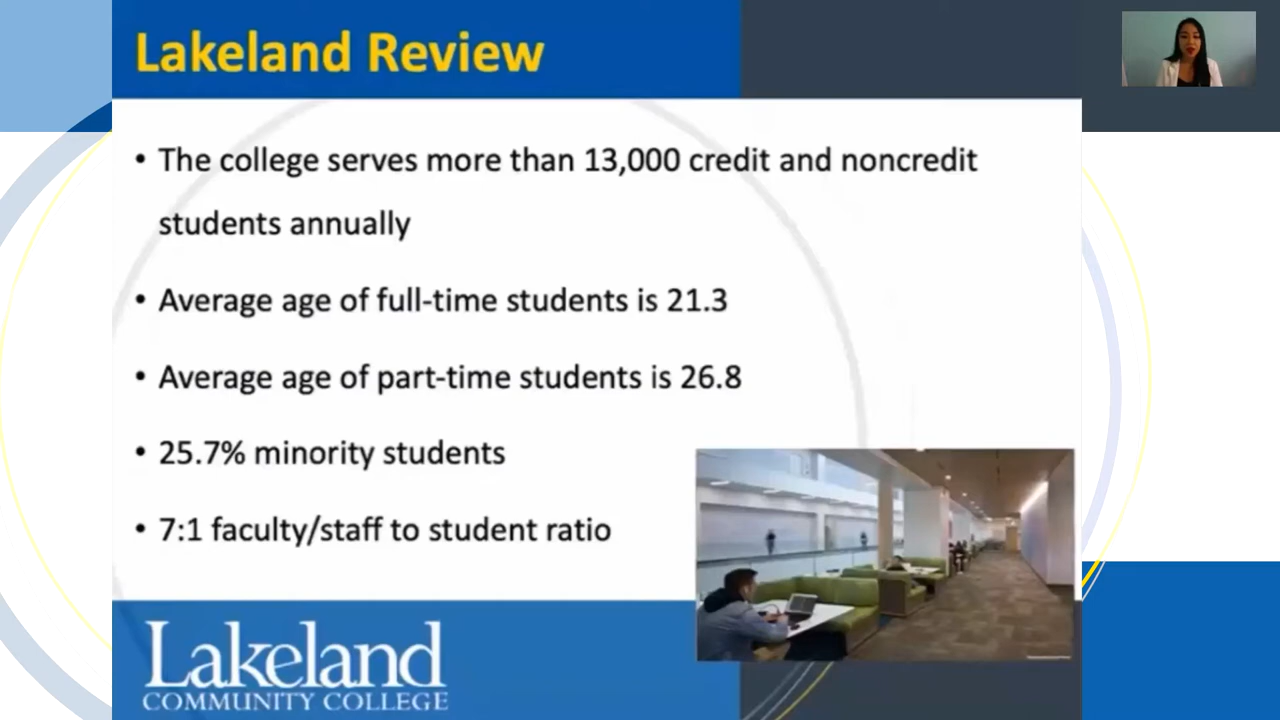 Lakeland Review
• The college serves more than 13,000 credit and noncredit
students annually
• Average age of full-time students is 21.3
• Average age of part-time students is 26.8
• 25.7% minority students
• 7:1 faculty/staff to student ratio
Lakeland
COMMUNITY COLLEGE